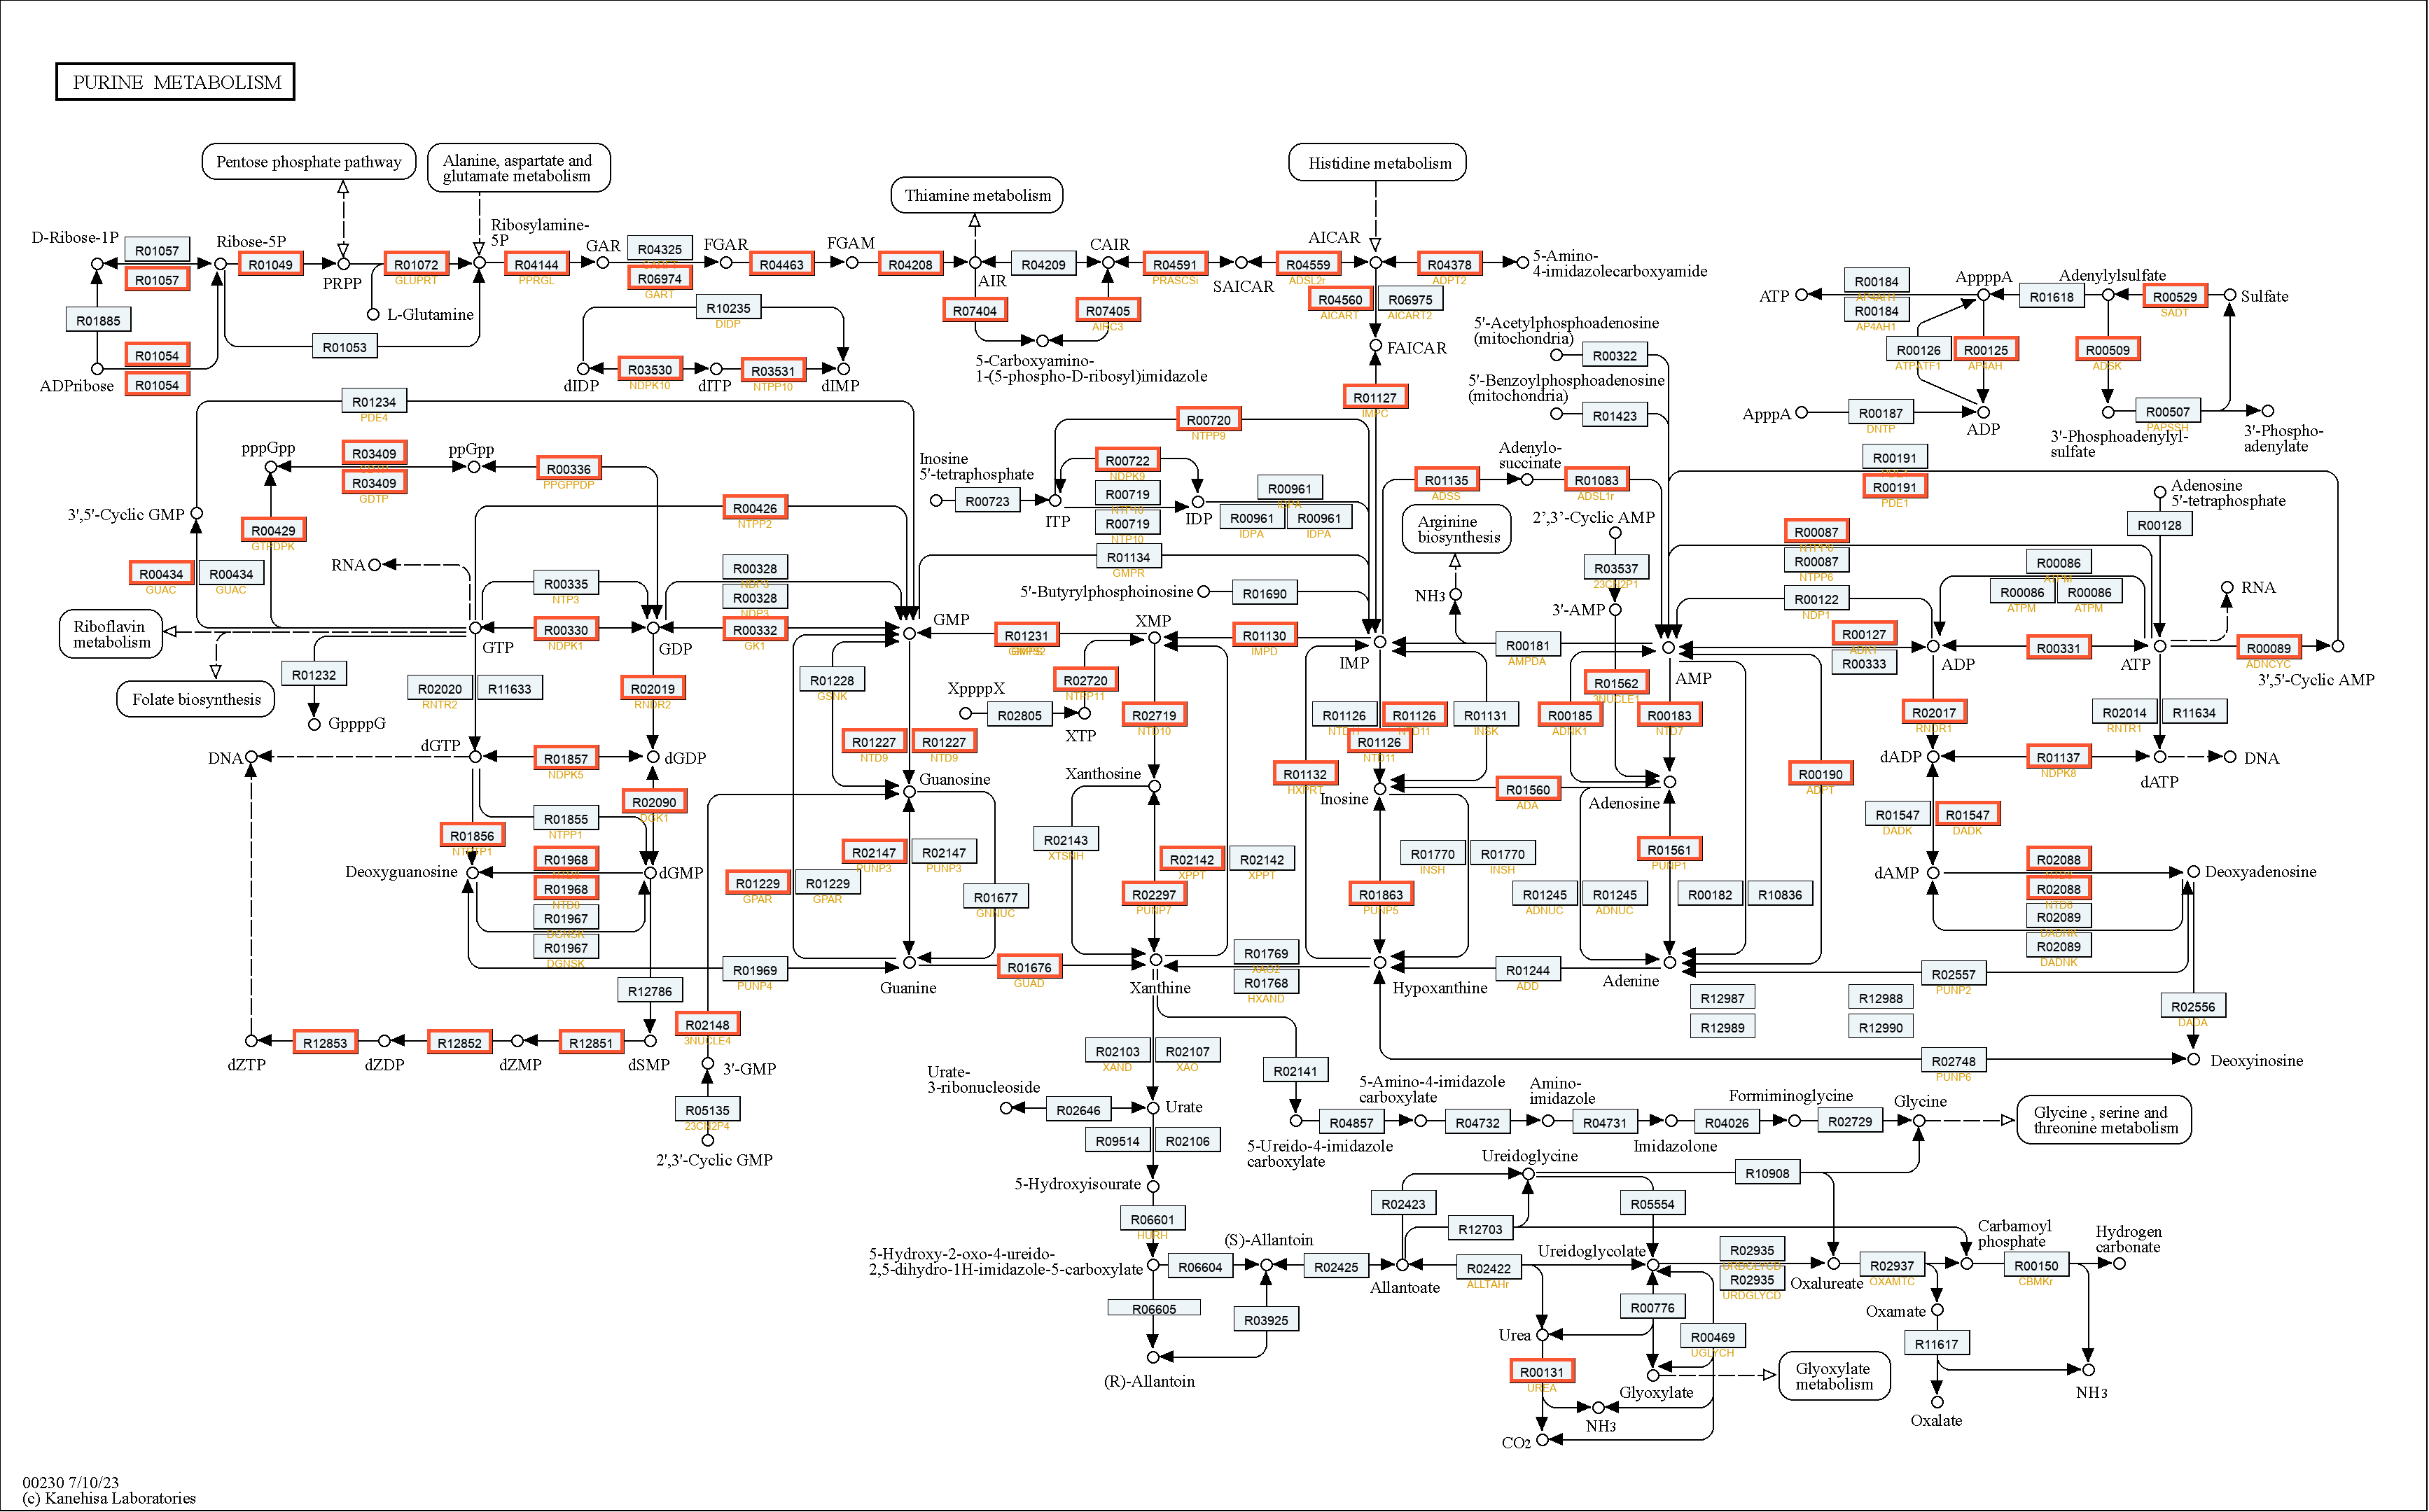 PURINE METABOLISM
Pentose phosphate pathway
Alanine, aspartate and
glutamate metabolism
Thiamine metabolism
Histidine metabolism
D-Ribose-1P
R01057
R01057
Ribose-5P
R01049
PRPP
R01072
GLUPRT
L-Glutamine
Ribosylamine-
5P
R04144
PPRGL
GAR
R04325
R06974
GART
FGAR
R04463
FGAM
R04208
AIR
R04209
CAIR
R04591
PRASCSi
SAICAR
R04559
ADSL2r
AICAR
R04378
ADPT2
5-Amino-
4-imidazolecarboxyamide
R01885
R01054
R01054
ADPribose
R01053
R10235
DIDP
dIDP
R03530
NDPK10
dITP
R03531
NTPP10
dIMP
R07404
R07405
AIRC3
5-Carboxyamino-
1-(5-phospho-D-ribosyl)imidazole
R04560
AICART
R06975
AICART2
FAICAR
R01127
IMPC
5'-Acetylphosphoadenosine
(mitochondria)
R00322
5'-Benzoylphosphoadenosine
(mitochondria)
R01423
ATP
R00184
R00184
AP4AH1
AppppA
R01618
Adenylylsulfate
R00529
SADT
Sulfate
R00126
ATPATF1
R00125
AP4AH
R00509
ADSK
ApppA
R00187
DNTP
ADP
R00507
PAPSSH
3'-Phosphoadenylyl-
sulfate
3'-Phospho-
adenylate
R01234
PDE4
pppGpp
R03409
R03409
GDTP
ppGpp
R00336
PPGPPDP
3',5'-Cyclic GMP
R00429
GTPDPK
R00434
GUAC
R00434
GUAC
RNA
R00426
NTPP2
R00335
NTP3
R00328
NDP3
R00328
NDP3
R00330
NDPK1
R00332
GK1
GTP
GDP
GMP
Riboflavin
metabolism
Folate biosynthesis
R01232
GppppG
R02020
RNTR2
R11633
R02019
RNDR2
Inosine
5'-tetraphosphate
R00723
ITP
R00720
NTPP9
R00722
NDPK9
R00719
NTP10
R00719
NTP10
IDP
R00961
IDPA
R00961
IDPA
R00961
IDPA
R01134
GMPR
5'-Butyrylphosphoinosine
R01690
Adenylo-
succinate
R01135
ADSS
R01083
ADSL1r
Arginine
biosynthesis
NH3
2',3'-Cyclic AMP
R03537
23CN2P1
3'-AMP
R00191
R00191
PDE1
Adenosine
5'-tetraphosphate
R00128
R00087
R00087
NTPP6
R00086
ATPM
R00086
ATPM
R00086
ATPM
RNA
R00122
NDP1
R00127
ADK1
R00333
R00331
R00089
ADNCYC
3',5'-Cyclic AMP
ADP
ATP
AMP
R00181
AMPDA
IMP
R01130
IMPD
XMP
R01231
R01228
GSNK
R02720
NTPP11
XppppX
R02805
XTP
R02719
NTD10
R01227
NTD9
R01227
NTD9
R01126
R01126
NTD11
R01126
NTD11
R01131
INSK
R01562
3NUCLE1
R00185
ADNK1
R00183
NTD7
R02017
RNDR1
R02014
RNTR1
R11634
dGTP
DNA
R01857
NDPK5
dGDP
R02090
DGK1
Guanosine
Xanthosine
R01132
HXPRT
Inosine
R01560
ADA
Adenosine
R00190
ADPT
dADP
R01137
NDPK8
dATP
DNA
R01547
DADK
R01547
DADK
R01856
R01855
NTPP1
R01968
R01968
NTD8
R01967
DGNSK
R01967
DGNSK
Deoxyguanosine
dGMP
R02147
PUNP3
R02147
PUNP3
R01229
GPAR
R01229
GPAR
R01677
GNNUC
R02143
XTSNH
R02142
XPPT
R02142
XPPT
R02297
PUNP7
R01770
INSH
R01770
INSH
R01863
PUNP5
R01561
PUNP1
R01245
ADNUC
R01245
ADNUC
R00182
R10836
dAMP
R02088
R02088
NTD6
R02089
DADNK
R02089
DADNK
Deoxyadenosine
R01969
PUNP4
Guanine
R01676
GUAD
Xanthine
R01769
XAO2
R01768
HXAND
Hypoxanthine
R01244
ADD
Adenine
R02557
PUNP2
R12987
R12988
R12989
R12990
R02556
DADA
R02748
PUNP6
Deoxyinosine
R12786
dZTP
R12853
dZDP
R12852
dZMP
R12851
dSMP
R02148
3NUCLE4
3'-GMP
R05135
23CN2P4
2',3'-Cyclic GMP
R02103
XAND
R02107
XAO
Urate-
3-ribonucleoside
R02646
Urate
R09514
R02106
5-Hydroxyisourate
R06601
HURH
5-Hydroxy-2-oxo-4-ureido-
2,5-dihydro-1H-imidazole-5-carboxylate
R06604
R06605
R03925
(R)-Allantoin
(S)-Allantoin
R02425
Allantoate
R02141
5-Ureido-4-imidazole
carboxylate
R04857
5-Amino-4-imidazole
carboxylate
R04732
Amino-
imidazole
R04731
Imidazolone
R04026
Formiminoglycine
R02729
Glycine
Glycine , serine and
threonine metabolism
Ureidoglycine
R10908
R02423
R12703
R05554
R02422
ALLTAHr
Ureidoglycolate
R02935
URDGLYCD
R02935
URDGLYCD
Oxalureate
R02937
OXAMTC
Carbamoyl
phosphate
R00150
CBMKr
Hydrogen
carbonate
Oxamate
R11617
Oxalate
NH3
Urea
R00776
R00469
UGLYCH
R00131
UREA
Glyoxylate
Glyoxylate
metabolism
NH3
CO2
00230 7/10/23
(c) Kanehisa Laboratories